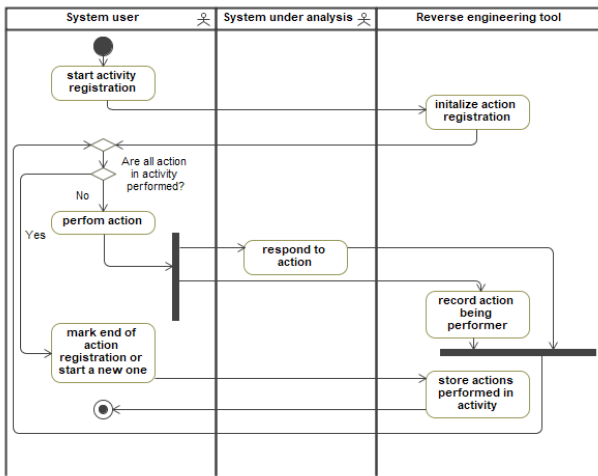 System user
System under analysis
Reverse engineering tool
start activity
registration
initalize action
registration
Are all action
in activity
performed?
No
Yes
perfom action
respond to
action
record action
being
performer
mark end of
action
registration or
start a new one
store actions
performed in
activity